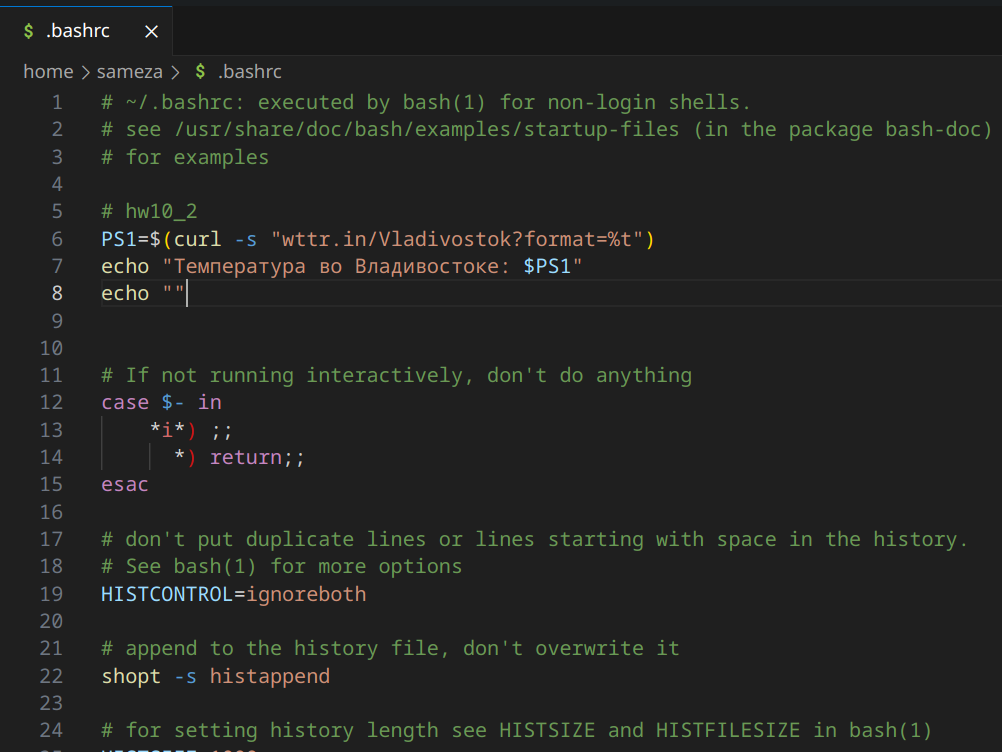 $ .bashrc ×
home > sameza > $ .bashrc
1 # ~/.bashrc: executed by bash(1) for non-login shells.
2 # see /usr/share/doc/bash/examples/startup-files (in the package bash-doc)
3 # for examples
4
5 # hw10_2
6 PS1=$(curl -s "wttr.in/Vladivostok?format=%t")
7 echo "Температура во Владивостоке: $PS1"
8 echo ""
9
10
11 # If not running interactively, don't do anything
12 case $- in
13     *i*) ;;
14       *) return;;
15 esac
16
17 # don't put duplicate lines or lines starting with space in the history.
18 # See bash(1) for more options
19 HISTCONTROL=ignoreboth
20
21 # append to the history file, don't overwrite it
22 shopt -s histappend
23
24 # for setting history length see HISTSIZE and HISTFILESIZE in bash(1)